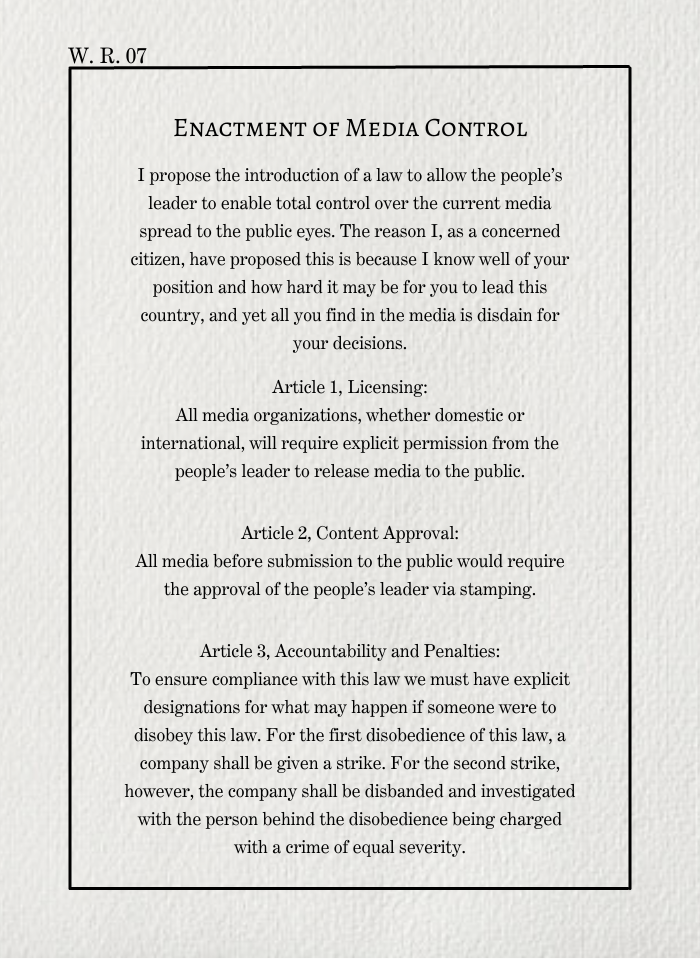 W. R. 07
Enactment of Media Control
I propose the introduction of a law to allow the people's
leader to enable total control over the current media
spread to the public eyes. The reason I, as a concerned
citizen, have proposed this is because I know well of your
position and how hard it may be for you to lead this
country, and yet all you find in the media is disdain for
your decisions.
Article 1, Licensing:
All media organizations, whether domestic or
international, will require explicit permission from the
people's leader to release media to the public.
Article 2, Content Approval:
All media before submission to the public would require
the approval of the people's leader via stamping.
Article 3, Accountability and Penalties:
To ensure compliance with this law we must have explicit
designations for what may happen if someone were to
disobey this law. For the first disobedience of this law, a
company shall be given a strike. For the second strike,
however, the company shall be disbanded and investigated
with the person behind the disobedience being charged
with a crime of equal severity.